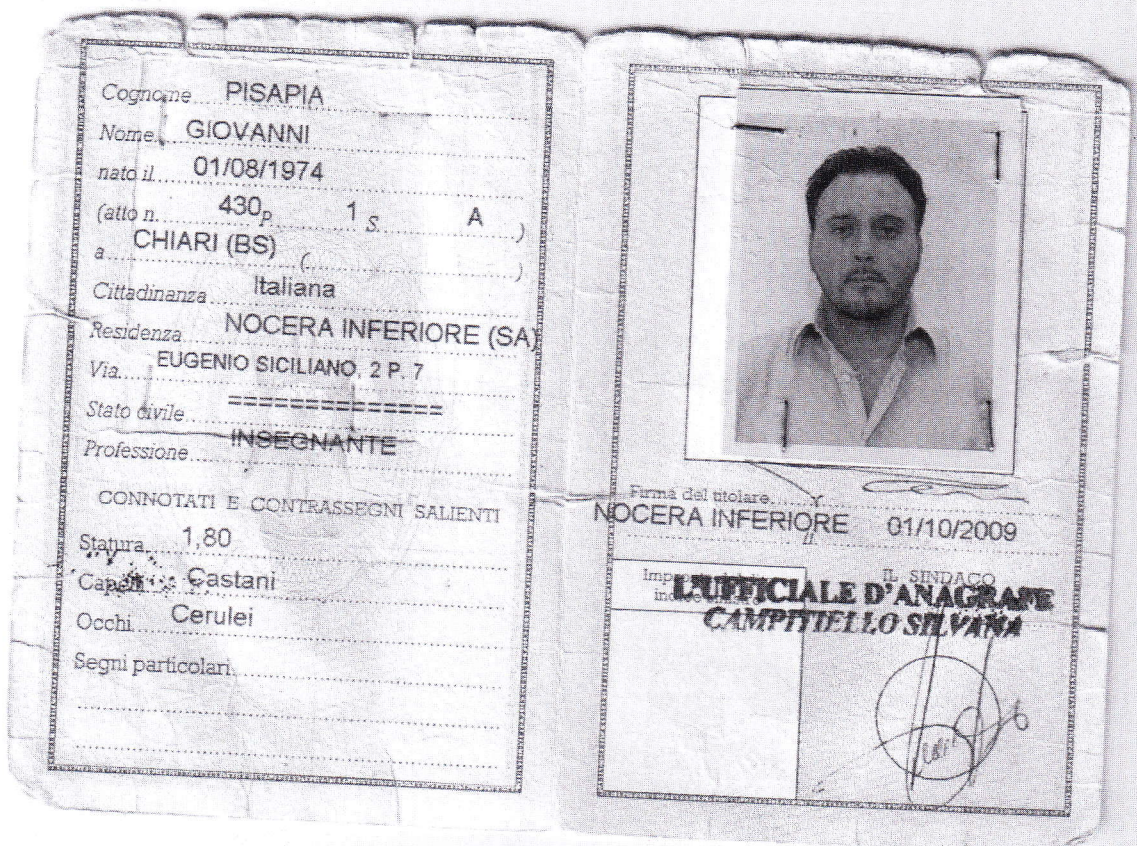 Cognome PISAPIA
Nome GIOVANNI
nato il 01/08/1974
(atto n. 430 P. 1 S. A )
a CHIARI (BS) ( )
Cittadinanza Italiana
Residenza NOCERA INFERIORE (SA)
Via EUGENIO SICILIANO, 2 P. 7
Stato civile ==============
Professione INSEGNANTE
CONNOTATI E CONTRASSEGNI SALIENTI
Statura 1,80
Capelli Castani
Occhi Cerulei
Segni particolari
Firma del titolare
NOCERA INFERIORE il 01/10/2009
IL SINDACO
L'UFFICIALE D'ANAGRAFE
CAMPITIELLO SILVANA